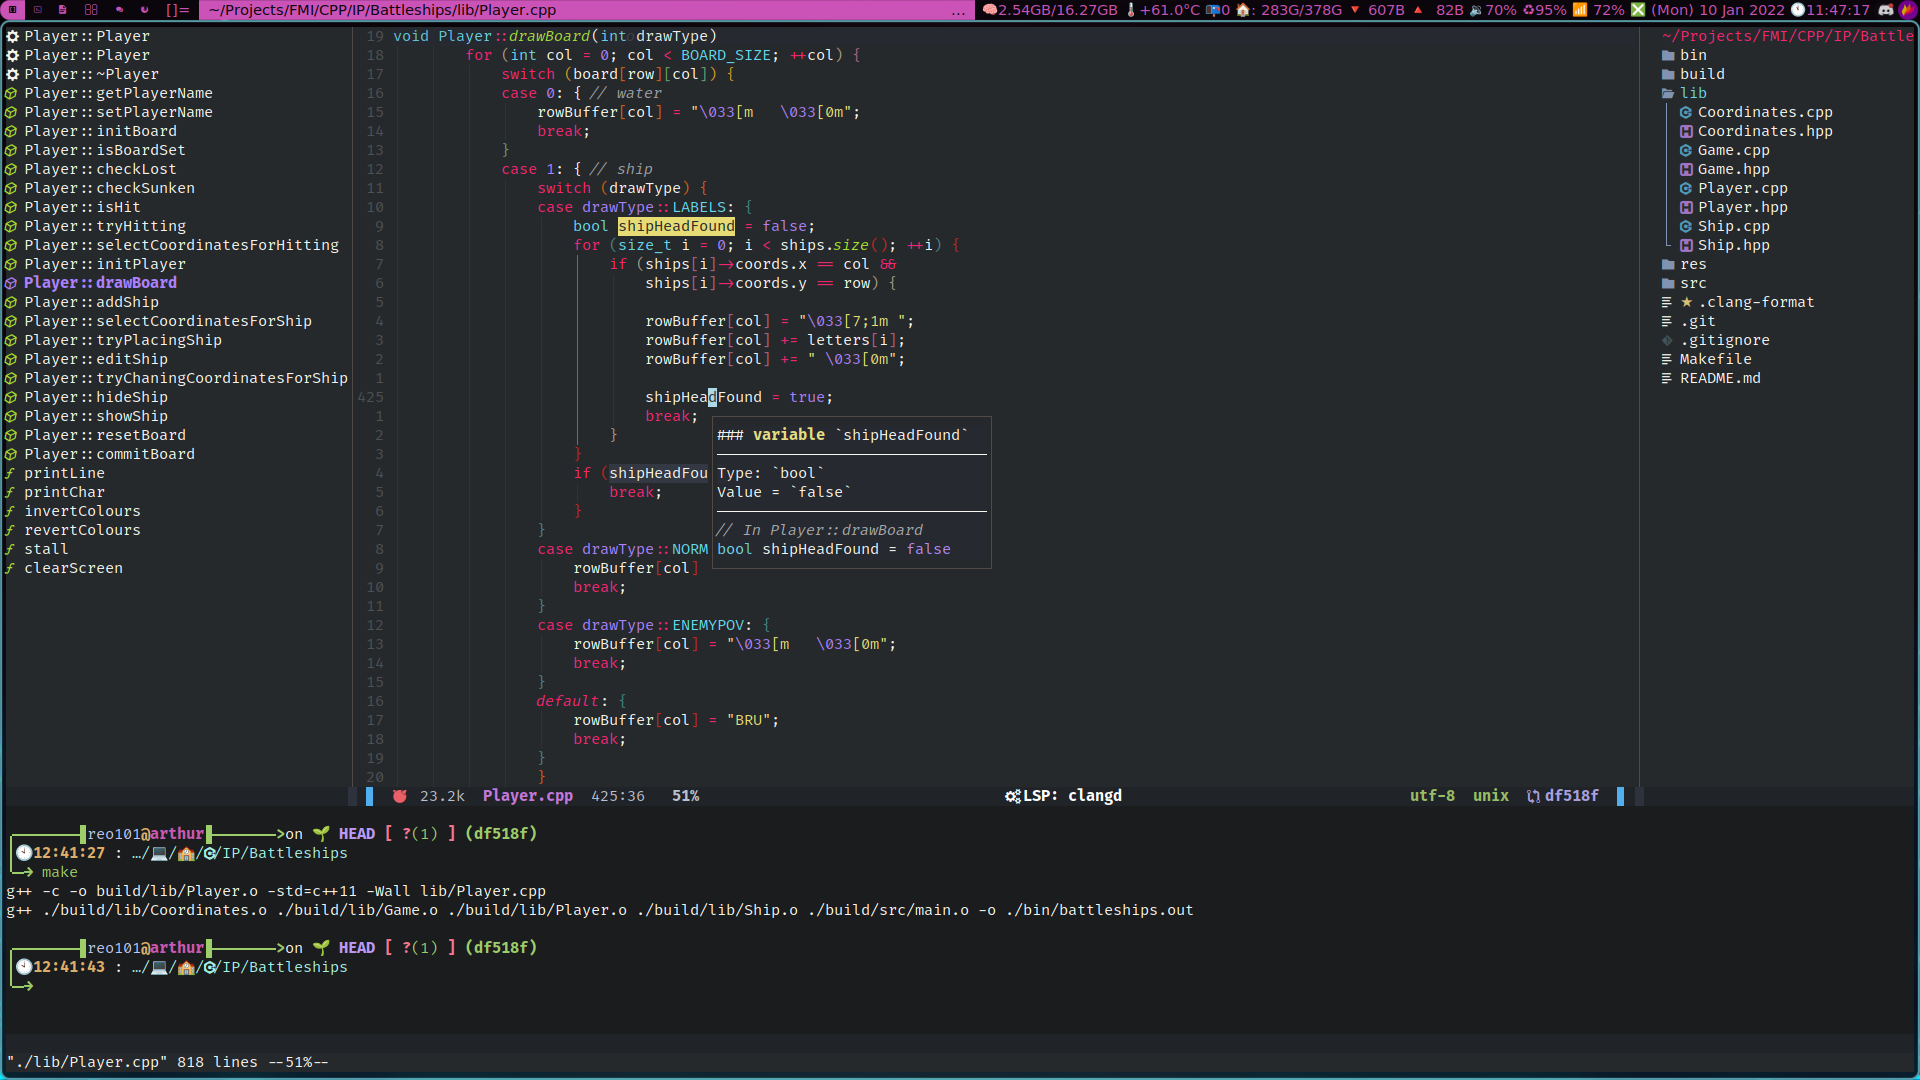 []= ~/Projects/FMI/CPP/IP/Battleships/lib/Player.cpp ... 2.54GB/16.27GB +61.0°C 0 : 283G/378G 607B 82B 70% 95% 72% (Mon) 10 Jan 2022 11:47:17
Player::Player
Player::Player
Player::~Player
Player::getPlayerName
Player::setPlayerName
Player::initBoard
Player::isBoardSet
Player::checkLost
Player::checkSunken
Player::isHit
Player::tryHitting
Player::selectCoordinatesForHitting
Player::initPlayer
Player::drawBoard
Player::addShip
Player::selectCoordinatesForShip
Player::tryPlacingShip
Player::editShip
Player::tryChaningCoordinatesForShip
Player::hideShip
Player::showShip
Player::resetBoard
Player::commitBoard
printLine
printChar
invertColours
revertColours
stall
clearScreen
19 void Player::drawBoard(int drawType)
18 for (int col = 0; col < BOARD_SIZE; ++col) {
17 switch (board[row][col]) {
16 case 0: { // water
15 rowBuffer[col] = "\033[m   \033[0m";
14 break;
13 }
12 case 1: { // ship
11 switch (drawType) {
10 case drawType::LABELS: {
9 bool shipHeadFound = false;
8 for (size_t i = 0; i < ships.size(); ++i) {
7 if (ships[i]->coords.x == col &&
6 ships[i]->coords.y == row) {
5
4 rowBuffer[col] = "\033[7;1m ";
3 rowBuffer[col] += letters[i];
2 rowBuffer[col] += " \033[0m";
1
425 shipHeadFound = true;
1 break;
2 }
3 }
4 if (shipHeadFou
5 break;
6 }
7 }
8 case drawType::NORM
9 rowBuffer[col]
10 break;
11 }
12 case drawType::ENEMYPOV: {
13 rowBuffer[col] = "\033[m   \033[0m";
14 break;
15 }
16 default: {
17 rowBuffer[col] = "BRU";
18 break;
19 }
20 }
### variable `shipHeadFound`
Type: `bool`
Value = `false`
// In Player::drawBoard
bool shipHeadFound = false
~/Projects/FMI/CPP/IP/Battle
bin
build
lib
Coordinates.cpp
Coordinates.hpp
Game.cpp
Game.hpp
Player.cpp
Player.hpp
Ship.cpp
Ship.hpp
res
src
★ .clang-format
.git
.gitignore
Makefile
README.md
23.2k Player.cpp 425:36 51% LSP: clangd utf-8 unix df518f
reo101@arthur >on HEAD [ ?(1) ] (df518f)
12:41:27 : …/ / / /IP/Battleships
make
g++ -c -o build/lib/Player.o -std=c++11 -Wall lib/Player.cpp
g++ ./build/lib/Coordinates.o ./build/lib/Game.o ./build/lib/Player.o ./build/lib/Ship.o ./build/src/main.o -o ./bin/battleships.out
reo101@arthur >on HEAD [ ?(1) ] (df518f)
12:41:43 : …/ / / /IP/Battleships
"./lib/Player.cpp" 818 lines --51%--